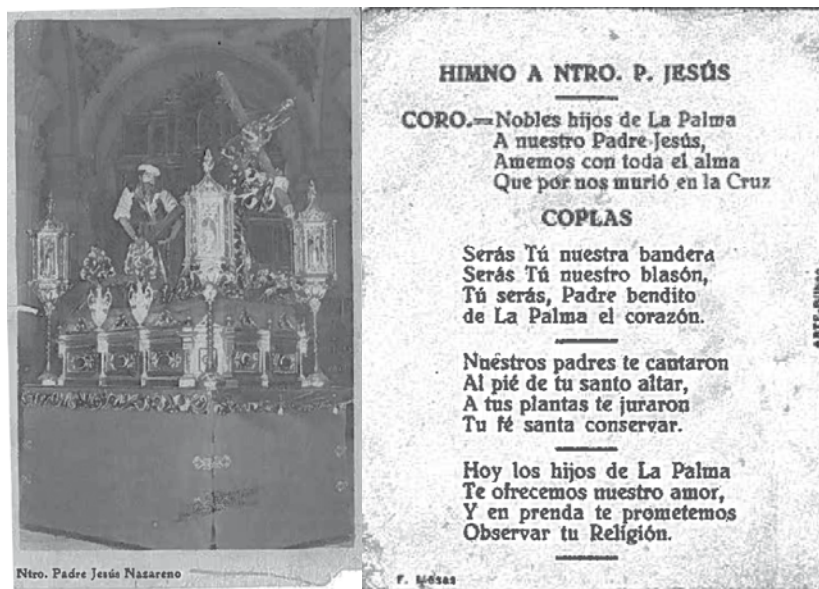 Ntro. Padre Jesús Nazareno
HIMNO A NTRO. P. JESÚS
CORO.=Nobles hijos de La Palma
A nuestro Padre Jesús,
Amemos con toda el alma
Que por nos murió en la Cruz
COPLAS
Serás Tú nuestra bandera
Serás Tú nuestro blasón,
Tú serás, Padre bendito
de La Palma el corazón.
Nuestros padres te cantaron
Al pié de tu santo altar,
A tus plantas te juraron
Tu fé santa conservar.
Hoy los hijos de La Palma
Te ofrecemos nuestro amor,
Y en prenda te prometemos
Observar tu Religión.
F.
ARTE-